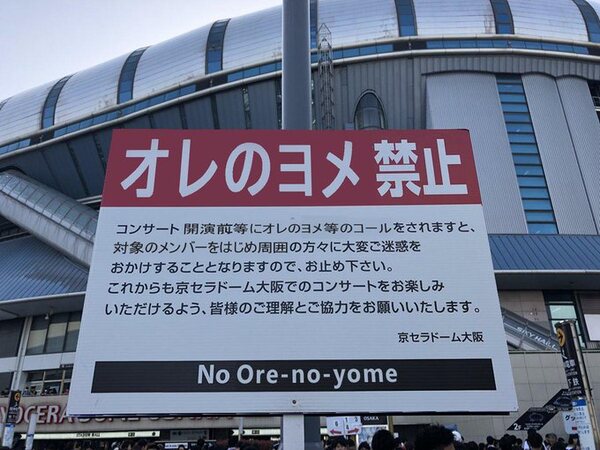 オレのヨメ 禁止
コンサート 開演前等にオレのヨメ等のコールをされますと、
対象のメンバーをはじめ周囲の方々に大変ご迷惑を
おかけすることとなりますので、お止め下さい。
これからも京セラドーム大阪でのコンサートをお楽しみ
いただけるよう、皆様のご理解とご協力をお願いいたします。
京セラドーム大阪
No Ore-no-yome
SKY HALL
OSAKA